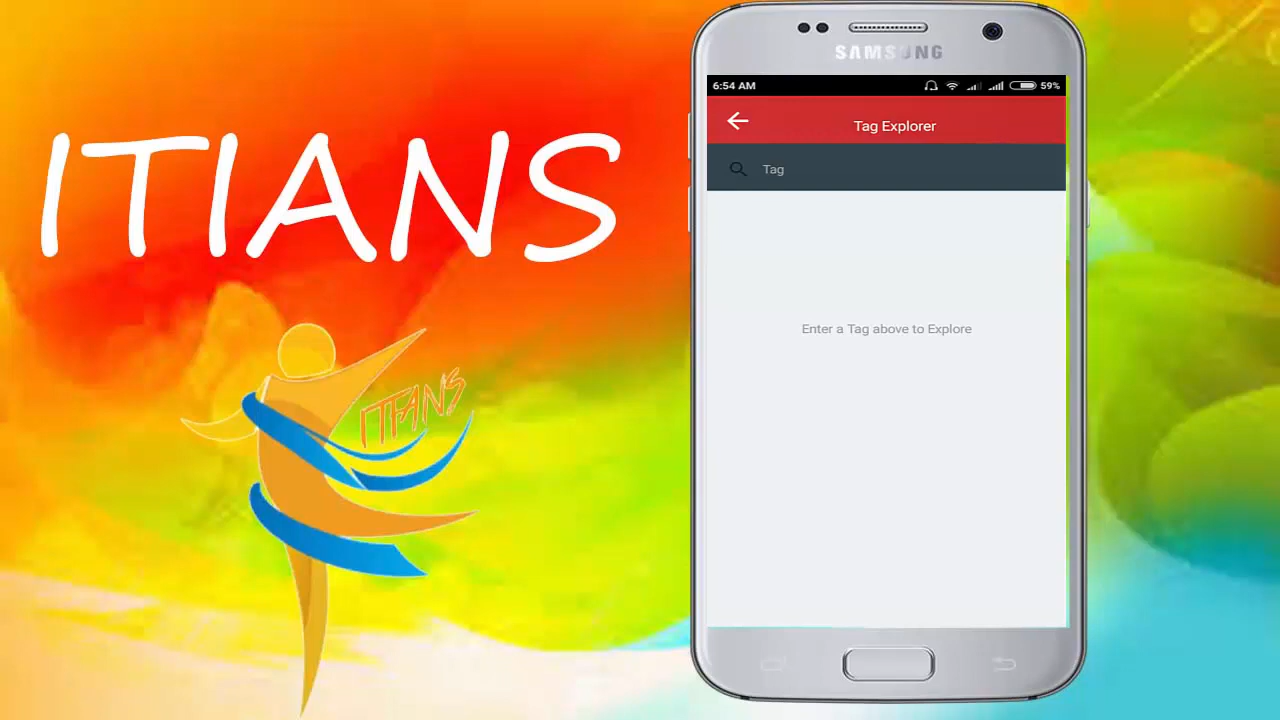 ITIANS
ITIANS
SAMSUNG
6:54 AM
59%
Tag Explorer
Tag
Enter a Tag above to Explore